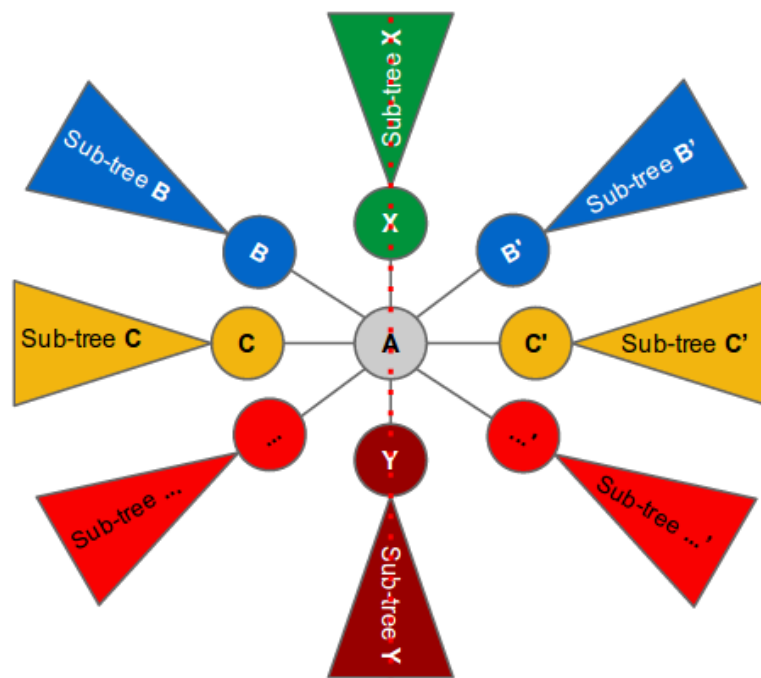 Sub-tree X
X
Sub-tree B
B
Sub-tree B'
B'
Sub-tree C
C
A
C'
Sub-tree C'
...
Sub-tree ...
Y
Sub-tree Y
...'
Sub-tree ...'